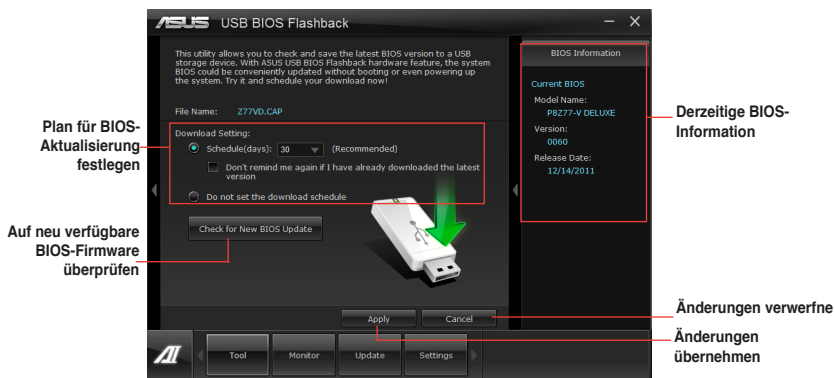 ASUS USB BIOS Flashback
This utility allows you to check and save the latest BIOS version to a USB
storage device. With ASUS USB BIOS Flashback hardware feature, the system
BIOS could be conveniently updated without booting or even powering up
the system. Try it and schedule your download now!
File Name: Z77VD.CAP
Download Setting:
Schedule(days): 30 (Recommended)
Don't remind me again if I have already downloaded the latest
version
Do not set the download schedule
Check for New BIOS Update
Apply
Cancel
BIOS Information
Current BIOS
Model Name:
P8Z77-V DELUXE
Version:
0060
Release Date:
12/14/2011
Tool
Monitor
Update
Settings
Plan für BIOS-
Aktualisierung
festlegen
Auf neu verfügbare
BIOS-Firmware
überprüfen
Derzeitige BIOS-
Information
Änderungen verwerfne
Änderungen
übernehmen